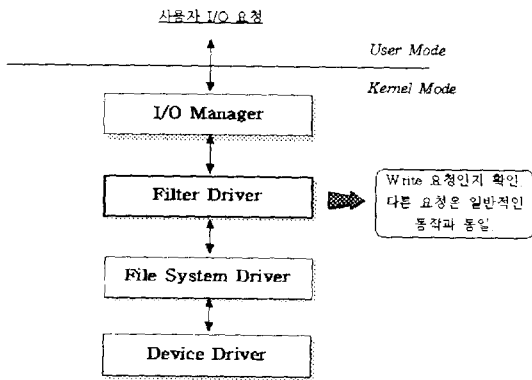 사용자 I/O 요청
User Mode
Kernel Mode
I/O Manager
Filter Driver
Write 요청인지 확인
다른 요청은 일반적인
동작과 동일
File System Driver
Device Driver